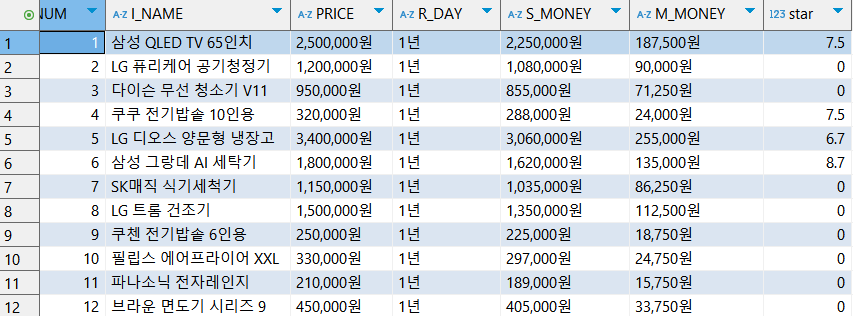 NUM A-Z I_NAME A-Z PRICE A-Z R_DAY A-Z S_MONEY A-Z M_MONEY 123 star
1 1 삼성 QLED TV 65인치 2,500,000원 1년 2,250,000원 187,500원 7.5
2 2 LG 퓨리케어 공기청정기 1,200,000원 1년 1,080,000원 90,000원 0
3 3 다이슨 무선 청소기 V11 950,000원 1년 855,000원 71,250원 0
4 4 쿠쿠 전기밥솥 10인용 320,000원 1년 288,000원 24,000원 7.5
5 5 LG 디오스 양문형 냉장고 3,400,000원 1년 3,060,000원 255,000원 6.7
6 6 삼성 그랑데 AI 세탁기 1,800,000원 1년 1,620,000원 135,000원 8.7
7 7 SK매직 식기세척기 1,150,000원 1년 1,035,000원 86,250원 0
8 8 LG 트롬 건조기 1,500,000원 1년 1,350,000원 112,500원 0
9 9 쿠첸 전기밥솥 6인용 250,000원 1년 225,000원 18,750원 0
10 10 필립스 에어프라이어 XXL 330,000원 1년 297,000원 24,750원 0
11 11 파나소닉 전자레인지 210,000원 1년 189,000원 15,750원 0
12 12 브라운 면도기 시리즈 9 450,000원 1년 405,000원 33,750원 0